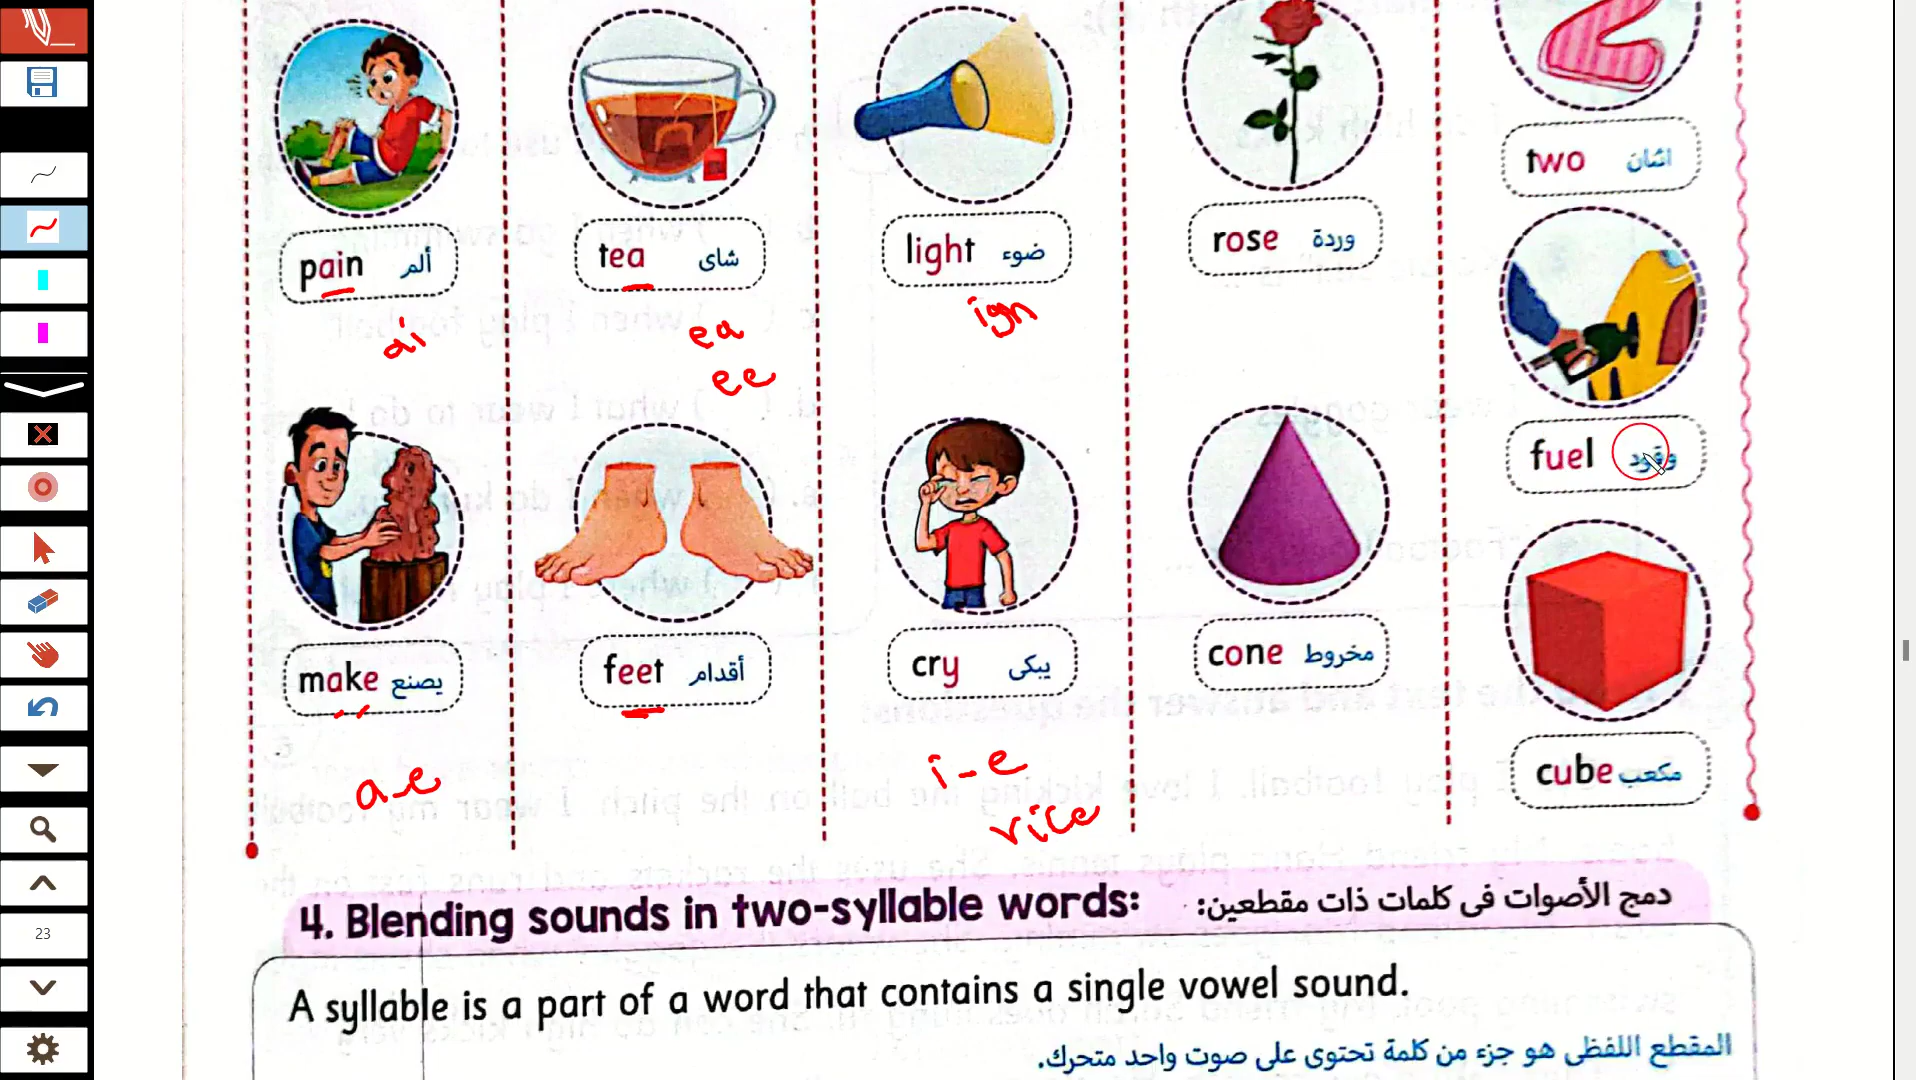 two اثنان
pain ألم
tea شاى
light ضوء
rose وردة
ai
ea
ee
igh
fuel وقود
make يصنع
feet أقدام
cry يبكى
cone مخروط
a-e
i-e
rice
cube مكعب
4. Blending sounds in two-syllable words: دمج الأصوات فى كلمات ذات مقطعين:
A syllable is a part of a word that contains a single vowel sound.
المقطع اللفظى هو جزء من كلمة تحتوى على صوت واحد متحرك.
23